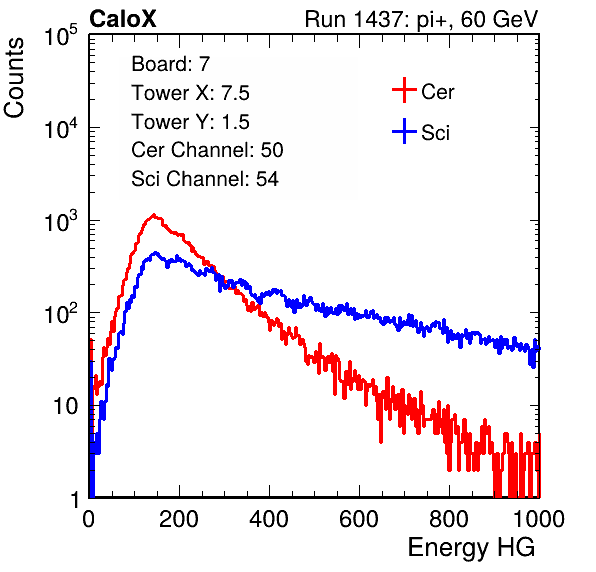 CaloX Run 1437: pi+, 60 GeV
Counts
Board: 7
Tower X: 7.5
Tower Y: 1.5
Cer Channel: 50
Sci Channel: 54
Cer
Sci
10^5
10^4
10^3
10^2
10
1
0 200 400 600 800 1000
Energy HG